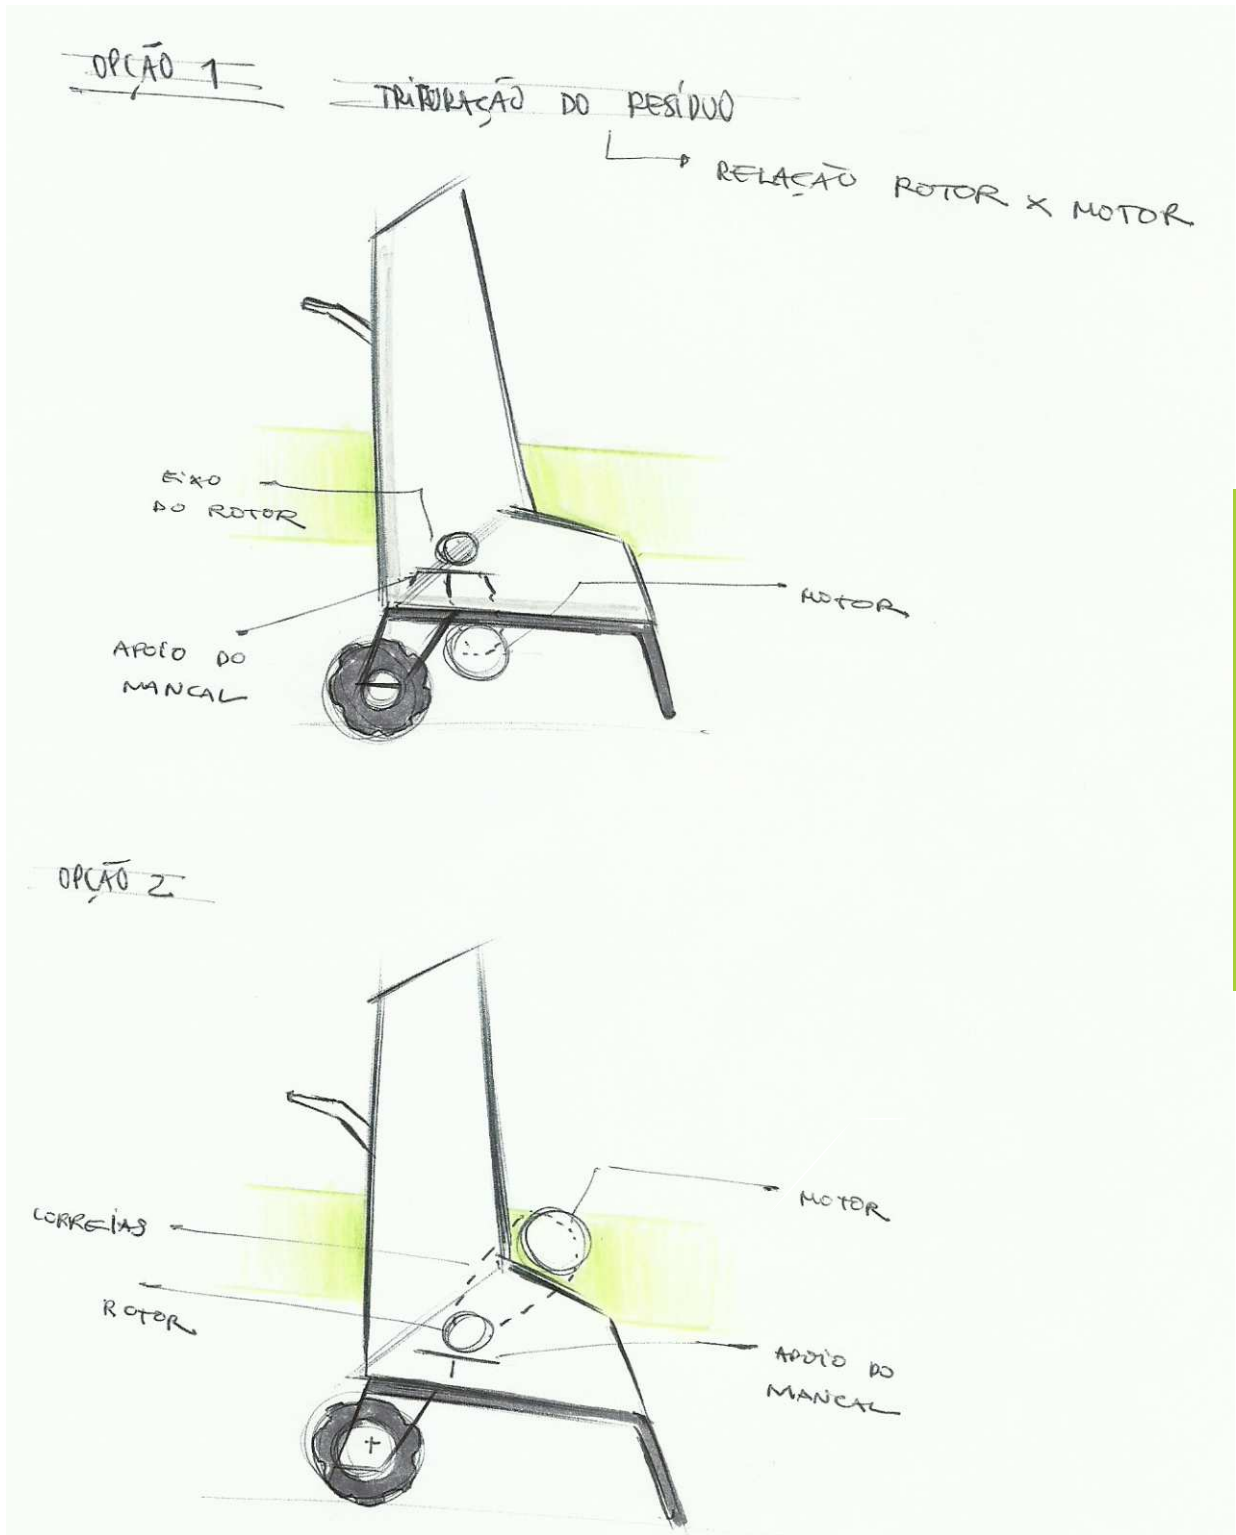 OPÇÃO 1
TRITURAÇÃO DO RESÍDUO
RELAÇÃO ROTOR X MOTOR
EIXO
DO ROTOR
MOTOR
APOIO DO
MANCAL
OPÇÃO 2
MOTOR
CORREIAS
ROTOR
APOIO DO
MANCAL